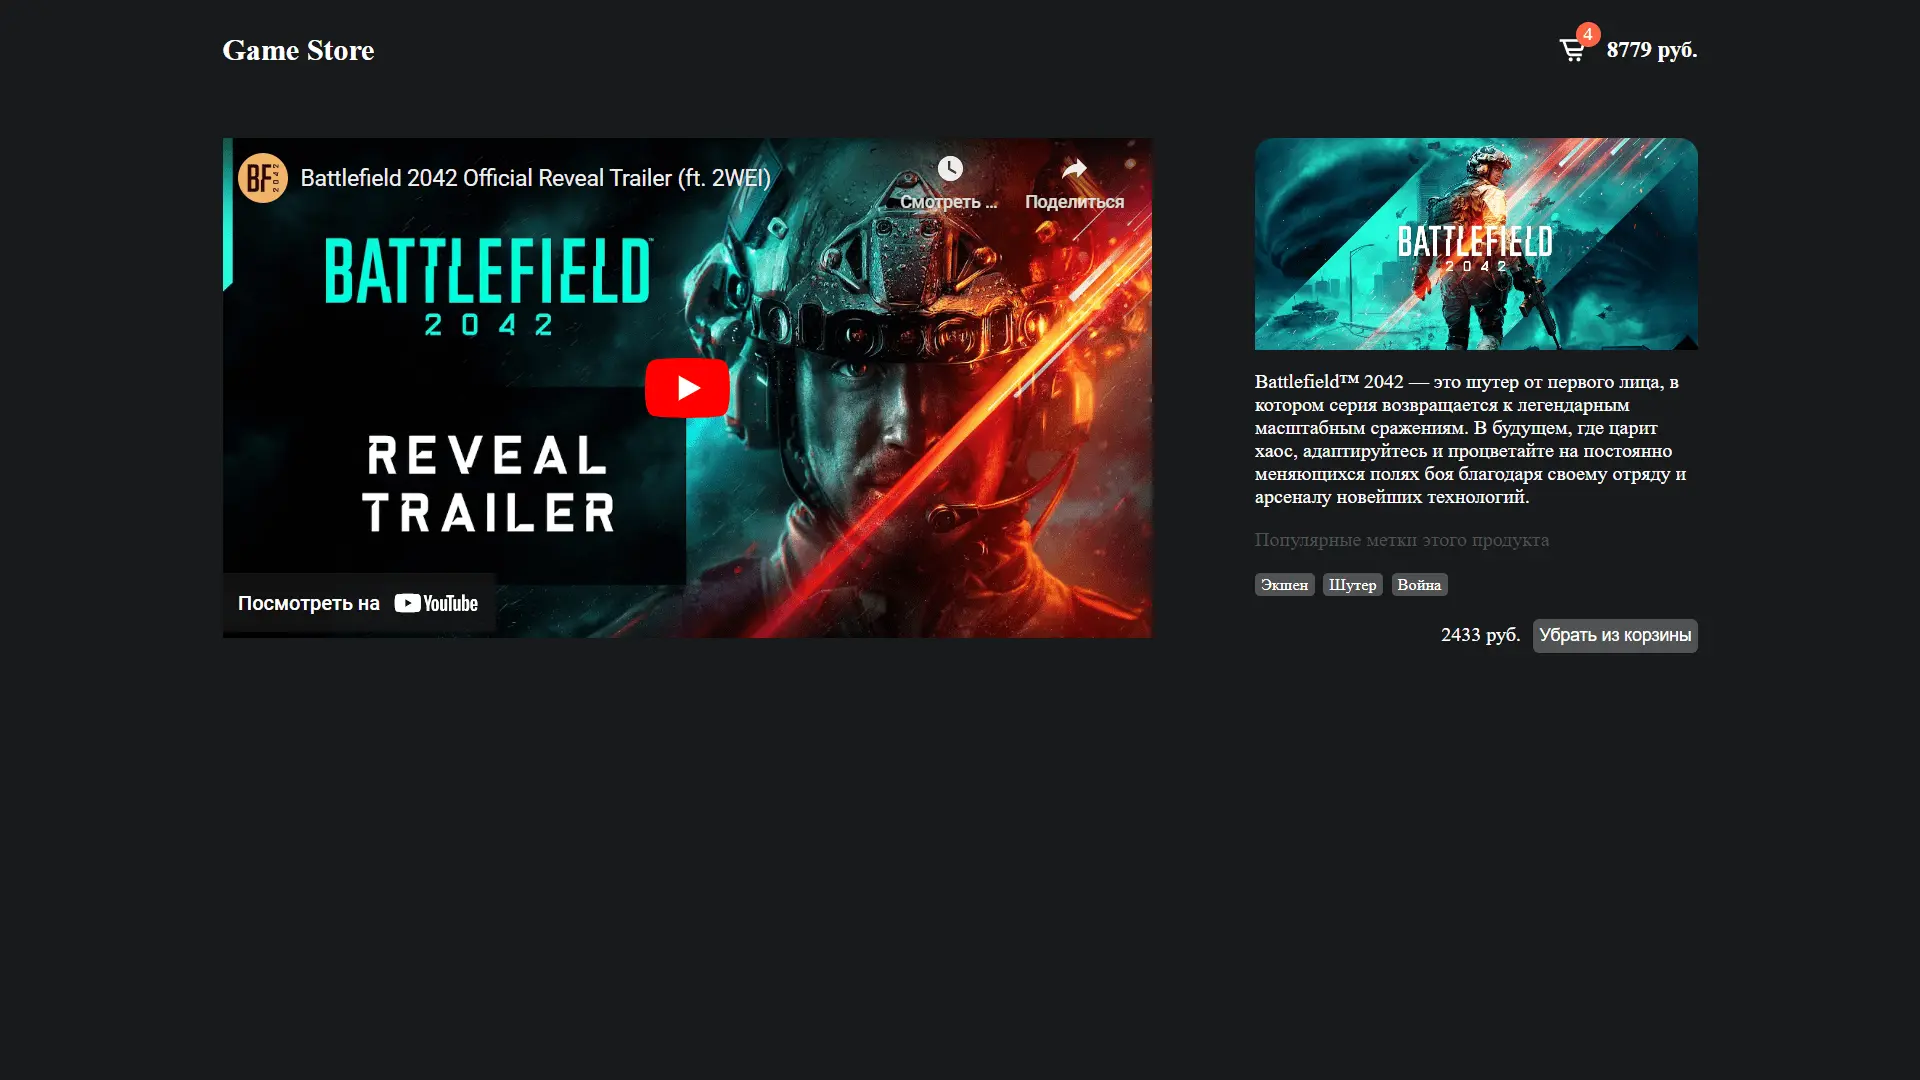 Game Store
4
8779 руб.
BF 2042
Battlefield 2042 Official Reveal Trailer (ft. 2WEI)
Смотреть ...
Поделиться
BATTLEFIELD™
2042
REVEAL
TRAILER
Посмотреть на YouTube
BATTLEFIELD
2042
Battlefield™ 2042 — это шутер от первого лица, в
котором серия возвращается к легендарным
масштабным сражениям. В будущем, где царит
хаос, адаптируйтесь и процветайте на постоянно
меняющихся полях боя благодаря своему отряду и
арсеналу новейших технологий.
Популярные метки этого продукта
Экшен Шутер Война
2433 руб. Убрать из корзины